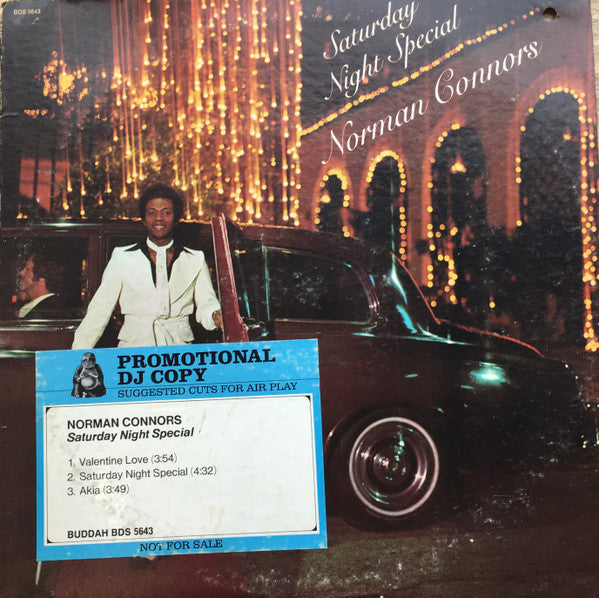 BDS 5643
Saturday
Night Special
Norman Connors
PROMOTIONAL
DJ COPY
SUGGESTED CUTS FOR AIR PLAY
NORMAN CONNORS
Saturday Night Special
1. Valentine Love (3:54)
2. Saturday Night Special (4:32)
3. Akia (3:49)
BUDDAH BDS 5643
NOT FOR SALE